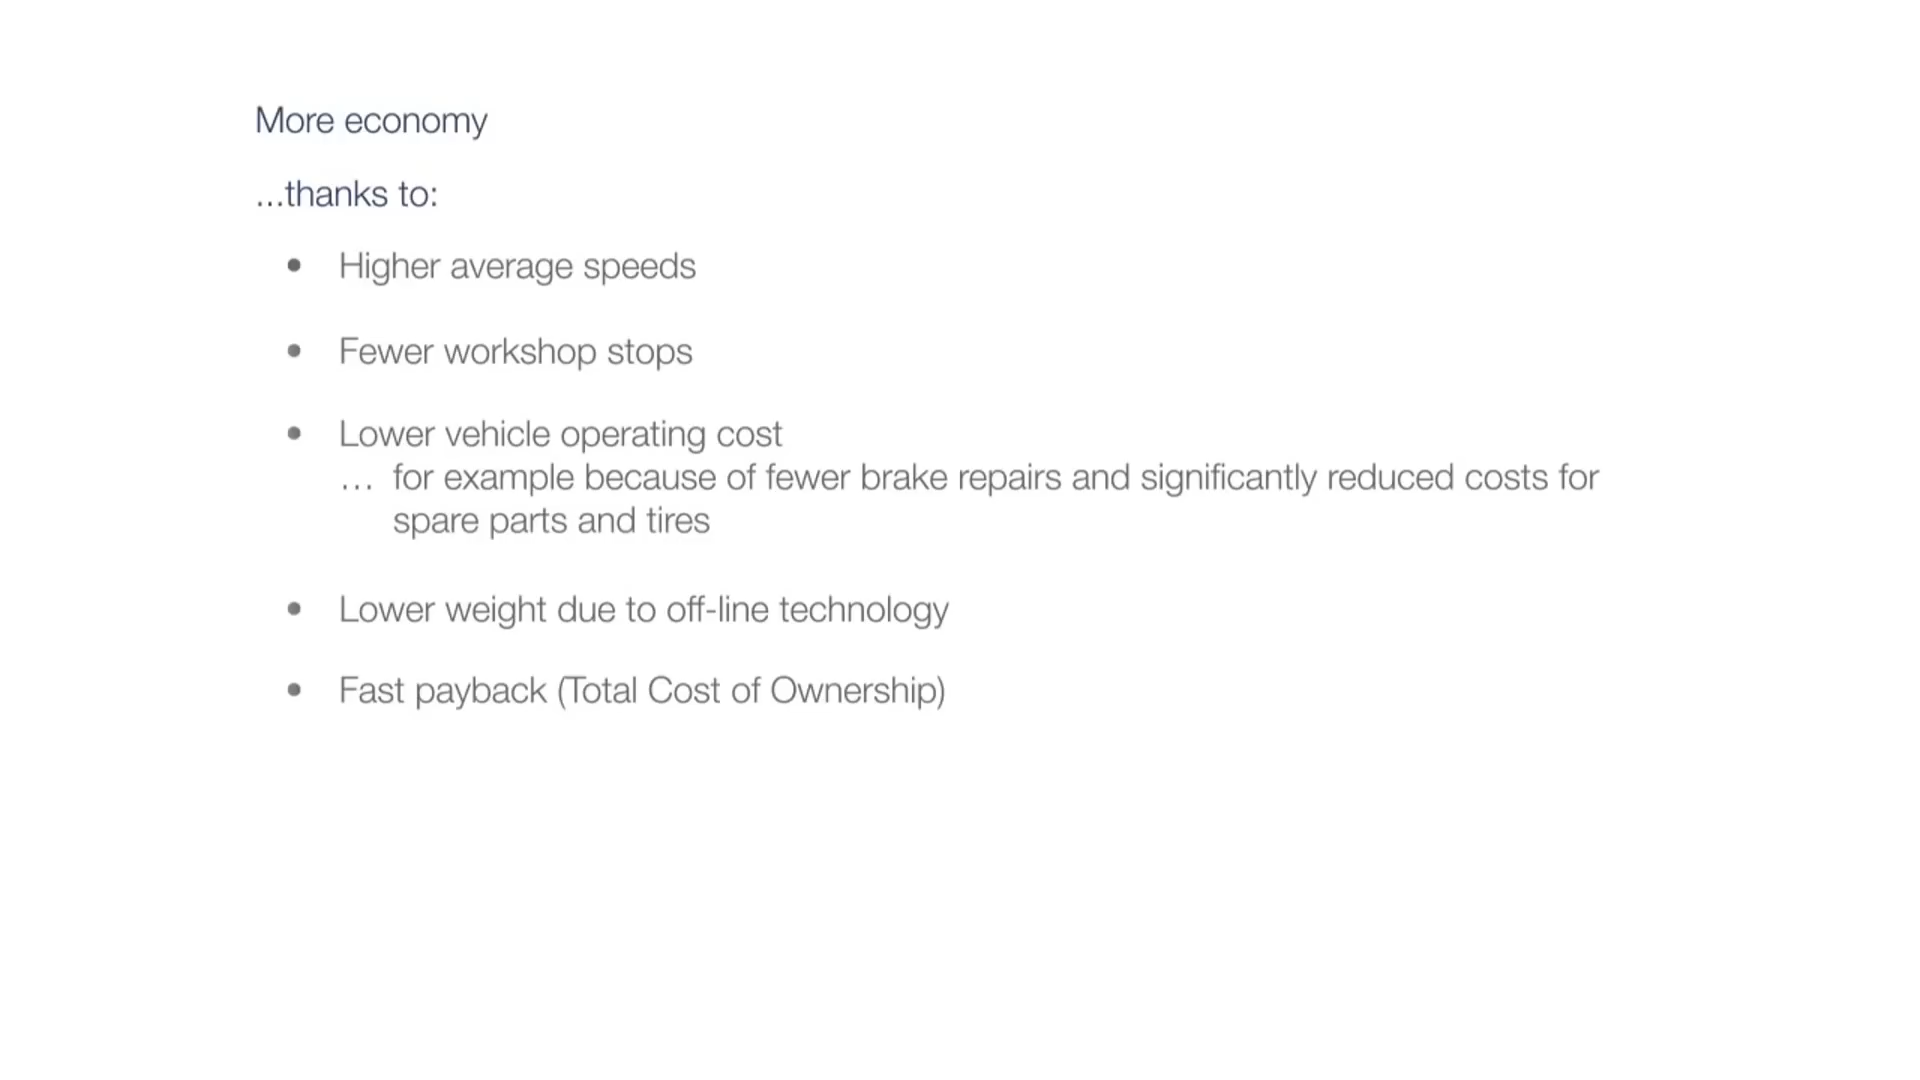 More economy
...thanks to:
• Higher average speeds
• Fewer workshop stops
• Lower vehicle operating cost
... for example because of fewer brake repairs and significantly reduced costs for
spare parts and tires
• Lower weight due to off-line technology
• Fast payback (Total Cost of Ownership)